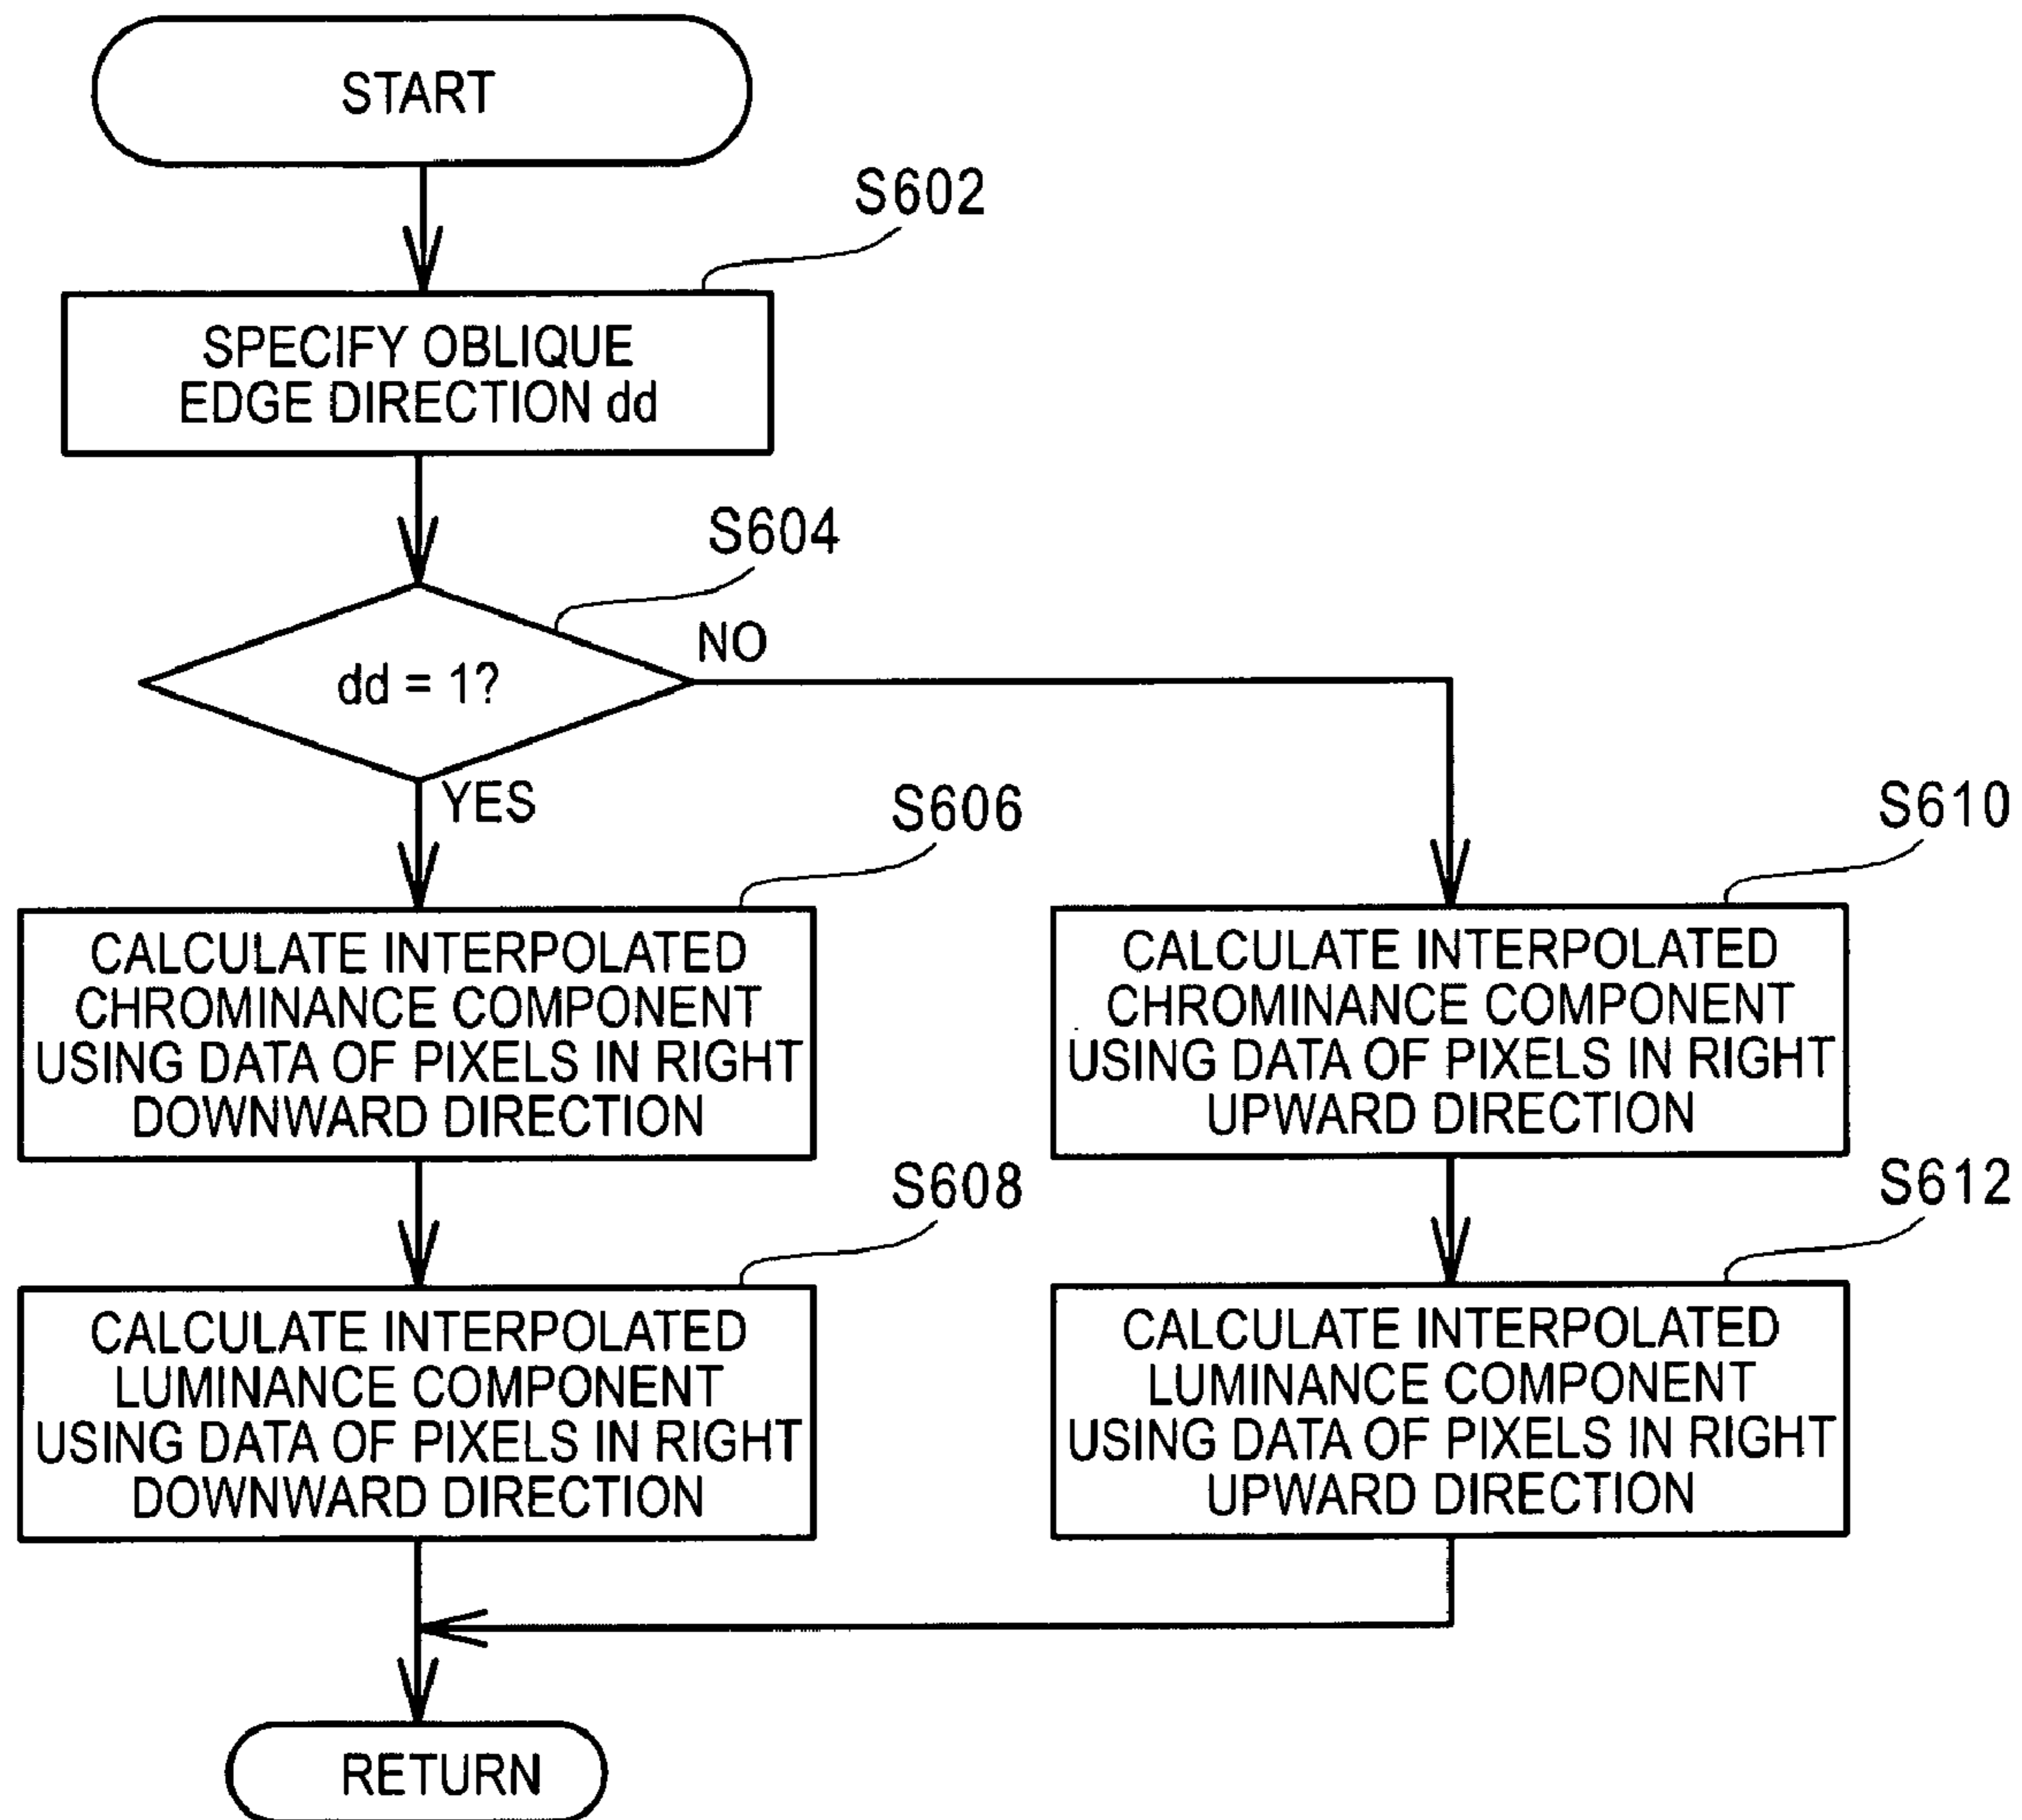 START
S602
SPECIFY OBLIQUE
EDGE DIRECTION dd
S604
dd = 1?
NO
YES
S606
CALCULATE INTERPOLATED
CHROMINANCE COMPONENT
USING DATA OF PIXELS IN RIGHT
DOWNWARD DIRECTION
S610
CALCULATE INTERPOLATED
CHROMINANCE COMPONENT
USING DATA OF PIXELS IN RIGHT
UPWARD DIRECTION
S608
CALCULATE INTERPOLATED
LUMINANCE COMPONENT
USING DATA OF PIXELS IN RIGHT
DOWNWARD DIRECTION
S612
CALCULATE INTERPOLATED
LUMINANCE COMPONENT
USING DATA OF PIXELS IN RIGHT
UPWARD DIRECTION
RETURN